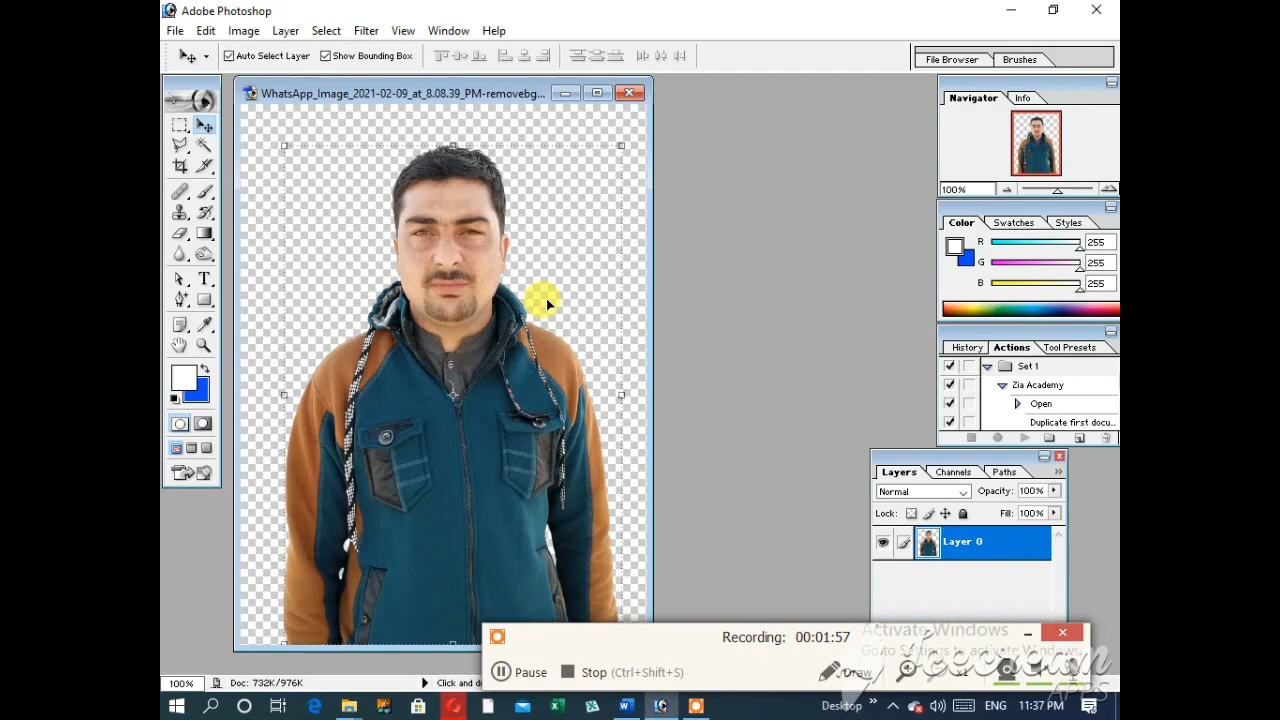 Adobe Photoshop
File Edit Image Layer Select Filter View Window Help
Auto Select Layer Show Bounding Box File Browser Brushes
WhatsApp_Image_2021-02-09_at_8.08.39_PM-removebg...
Navigator Info
100%
Color Swatches Styles
R 255
G 255
B 255
History Actions Tool Presets
Set 1
Zia Academy
Open
Duplicate first docu...
Layers Channels Paths
Normal Opacity: 100%
Lock: Fill: 100%
Layer 0
Recording: 00:01:57
Activate Windows
Go to Settings to activate Windows.
Pause Stop (Ctrl+Shift+S) Draw x1
Icecream
APPS
100% Doc: 732K/976K Click and d
Desktop ENG 11:37 PM